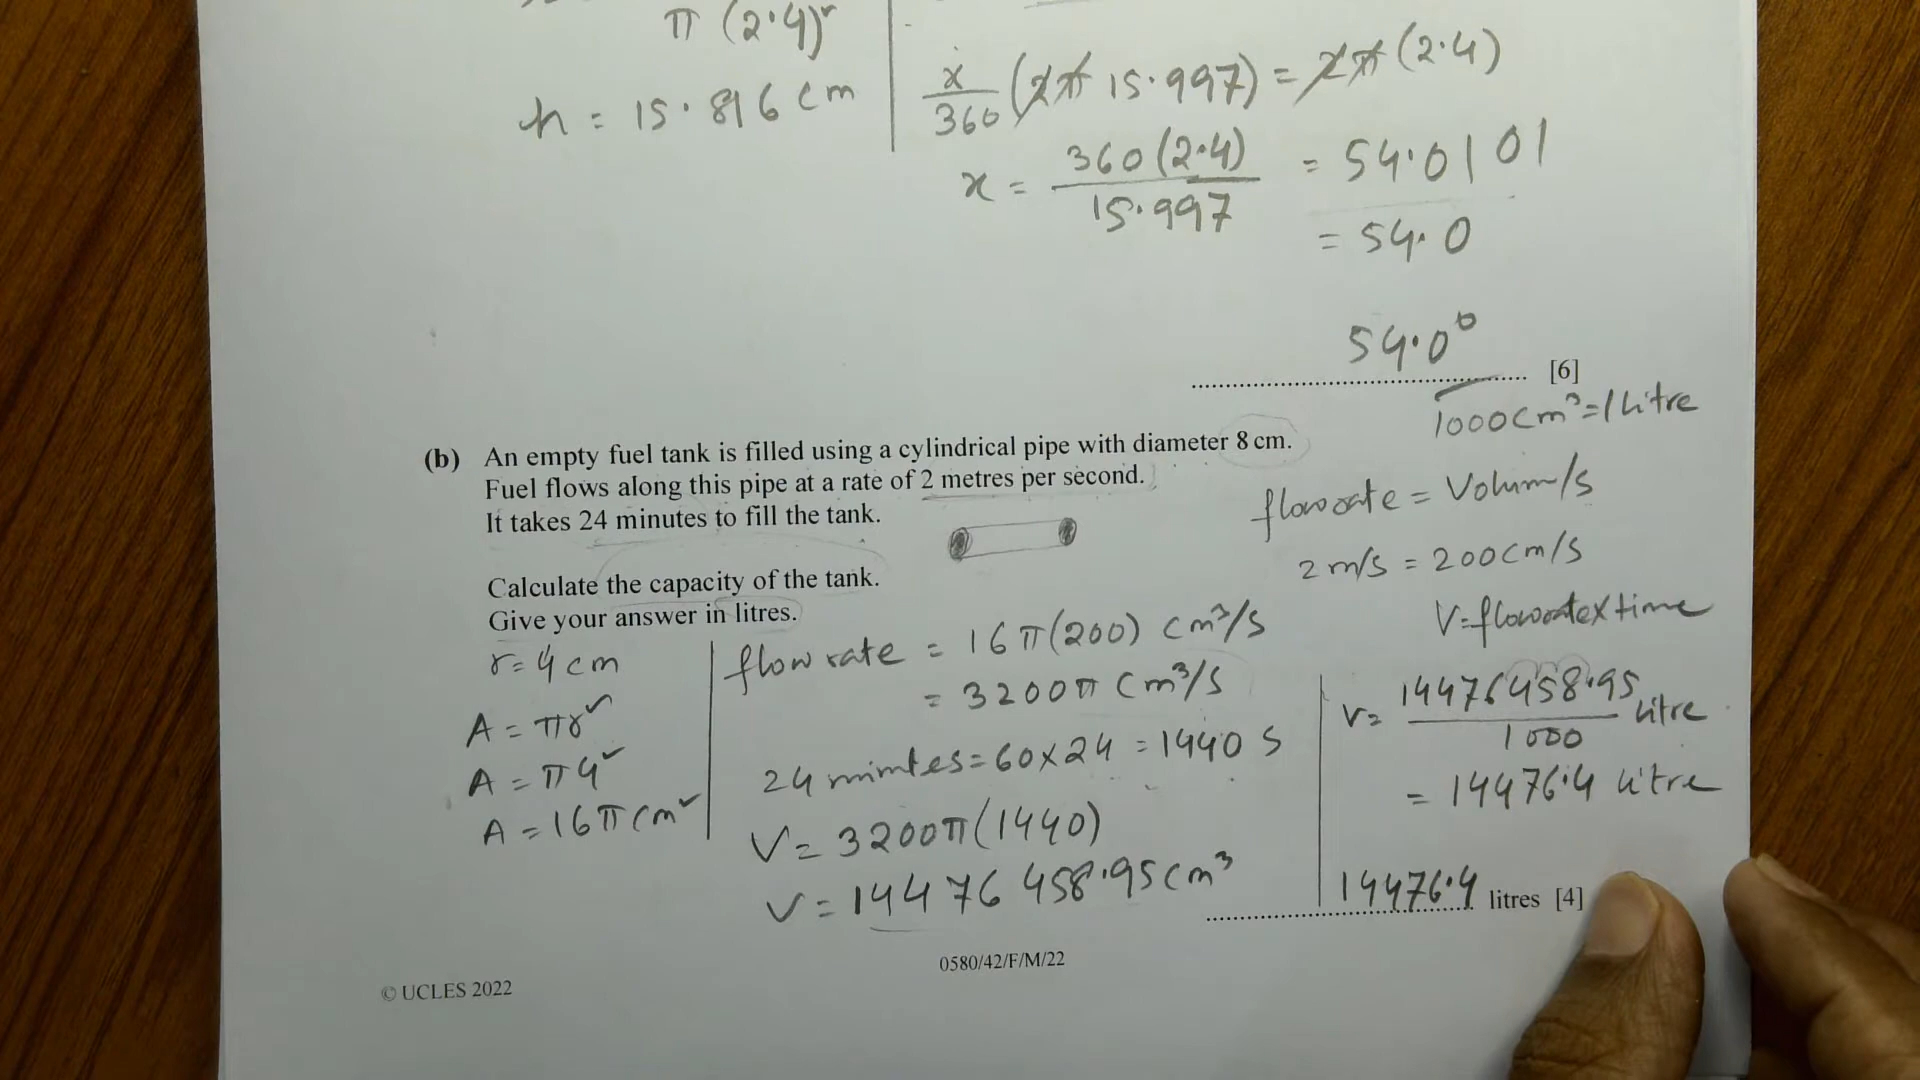 π (2.4)²
h = 15.816 cm
x/360 (2π 15.997) = 2π (2.4)
x = 360(2.4)/15.997 = 54.0101
= 54.0
54.0°
[6]
1000cm³ = 1 litre
(b) An empty fuel tank is filled using a cylindrical pipe with diameter 8 cm.
Fuel flows along this pipe at a rate of 2 metres per second.
It takes 24 minutes to fill the tank.
flow rate = Volum/s
2 m/s = 200 cm/s
Calculate the capacity of the tank.
Give your answer in litres.
V = flowrate x time
r = 4 cm
A = πr²
A = π4²
A = 16π cm²
flow rate = 16π(200) cm³/s
= 3200π cm³/s
24 mimtes = 60 x 24 = 1440 s
V = 3200π(1440)
V = 14476458.95 cm³
V = 14476458.95/1000 litre
= 14476.4 litre
14476.4 litres [4]
0580/42/F/M/22
© UCLES 2022